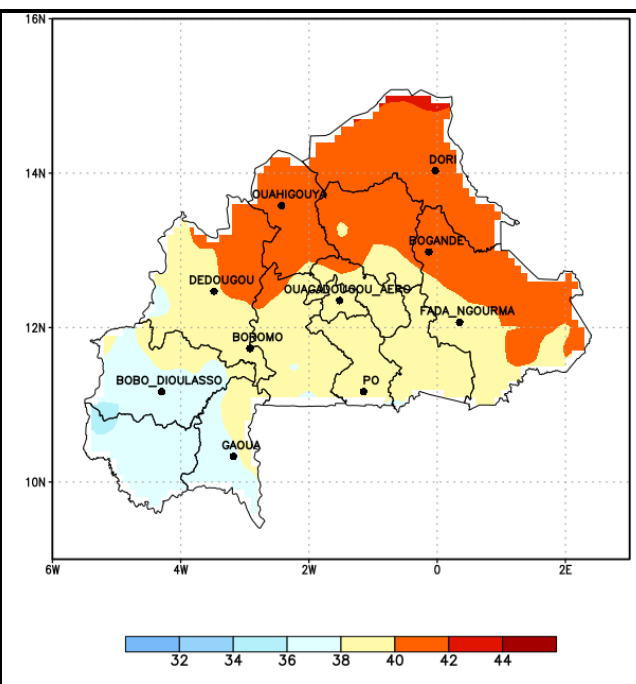 16N
14N
DORI
OUAHIGOUYA
BOGANDE
DEDOUGOU
OUAGADOUGOU_AERO
FADA_NGOURMA
12N
BOROMO
BOBO_DIOULASSO
PO
GAOUA
10N
6W 4W 2W 0 2E
32 34 36 38 40 42 44